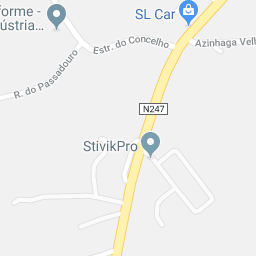 forme -
ústria...
SL Car
Estr. do Concelho
Azinhaga Velh
R. do Passadouro
N247
StivikPro